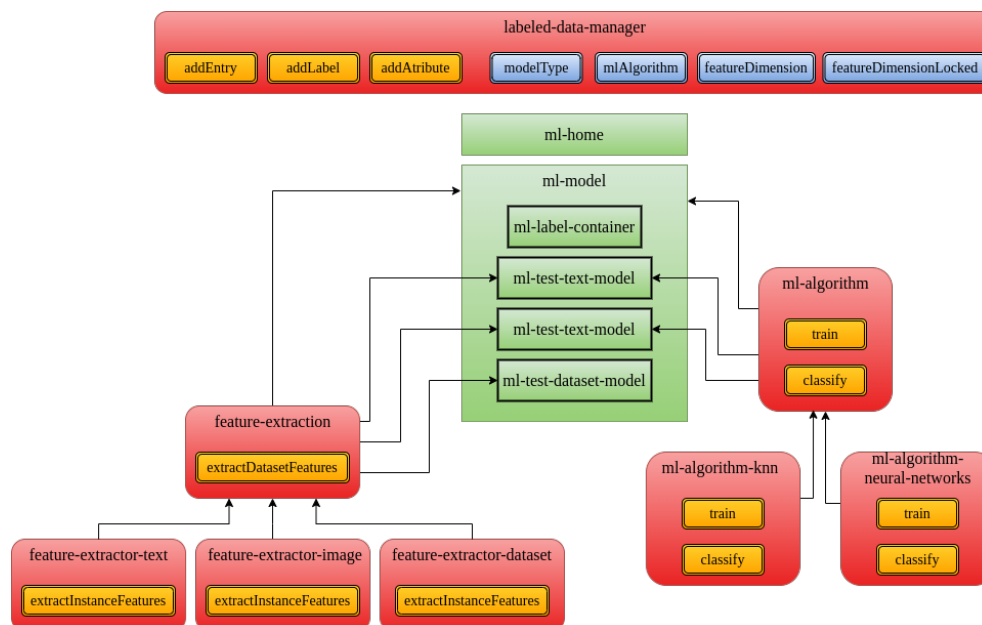 labeled-data-manager
addEntry
addLabel
addAtribute
modelType
mlAlgorithm
featureDimension
featureDimensionLocked
ml-home
ml-model
ml-label-container
ml-test-text-model
ml-test-text-model
ml-test-dataset-model
ml-algorithm
train
classify
feature-extraction
extractDatasetFeatures
ml-algorithm-knn
train
classify
ml-algorithm-
neural-networks
train
classify
feature-extractor-text
extractInstanceFeatures
feature-extractor-image
extractInstanceFeatures
feature-extractor-dataset
extractInstanceFeatures